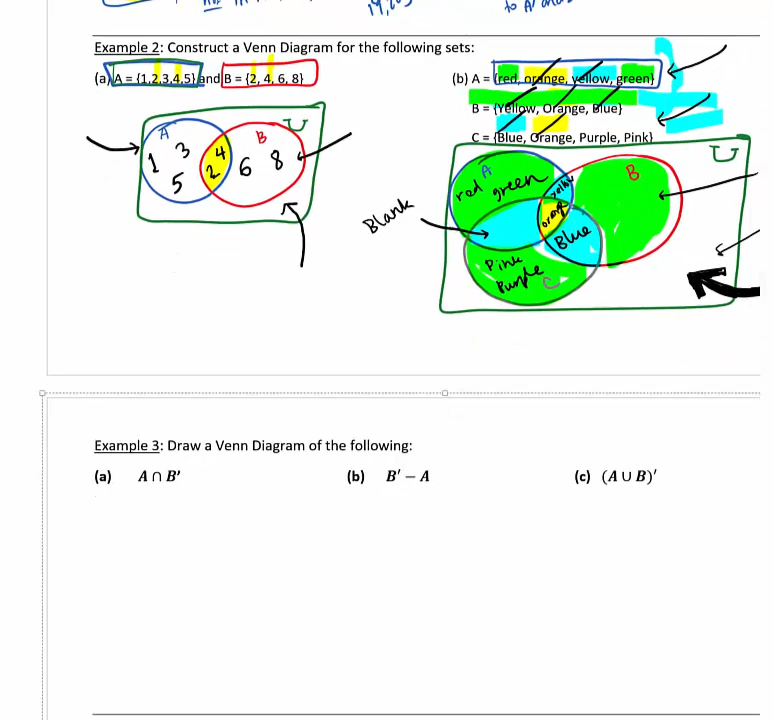 Example 2: Construct a Venn Diagram for the following sets:
(a) A = {1,2,3,4,5} and B = {2, 4, 6, 8}
(b) A = {red, orange, yellow, green}
B = {Yellow, Orange, Blue}
C = {Blue, Orange, Purple, Pink}
A B U
1 3 5 2 4 6 8
A B U
red green
yellow
orange
Blank
Blue
Pink
Purple C
Example 3: Draw a Venn Diagram of the following:
(a) A ∩ B′ (b) B′ − A (c) (A ∪ B)′